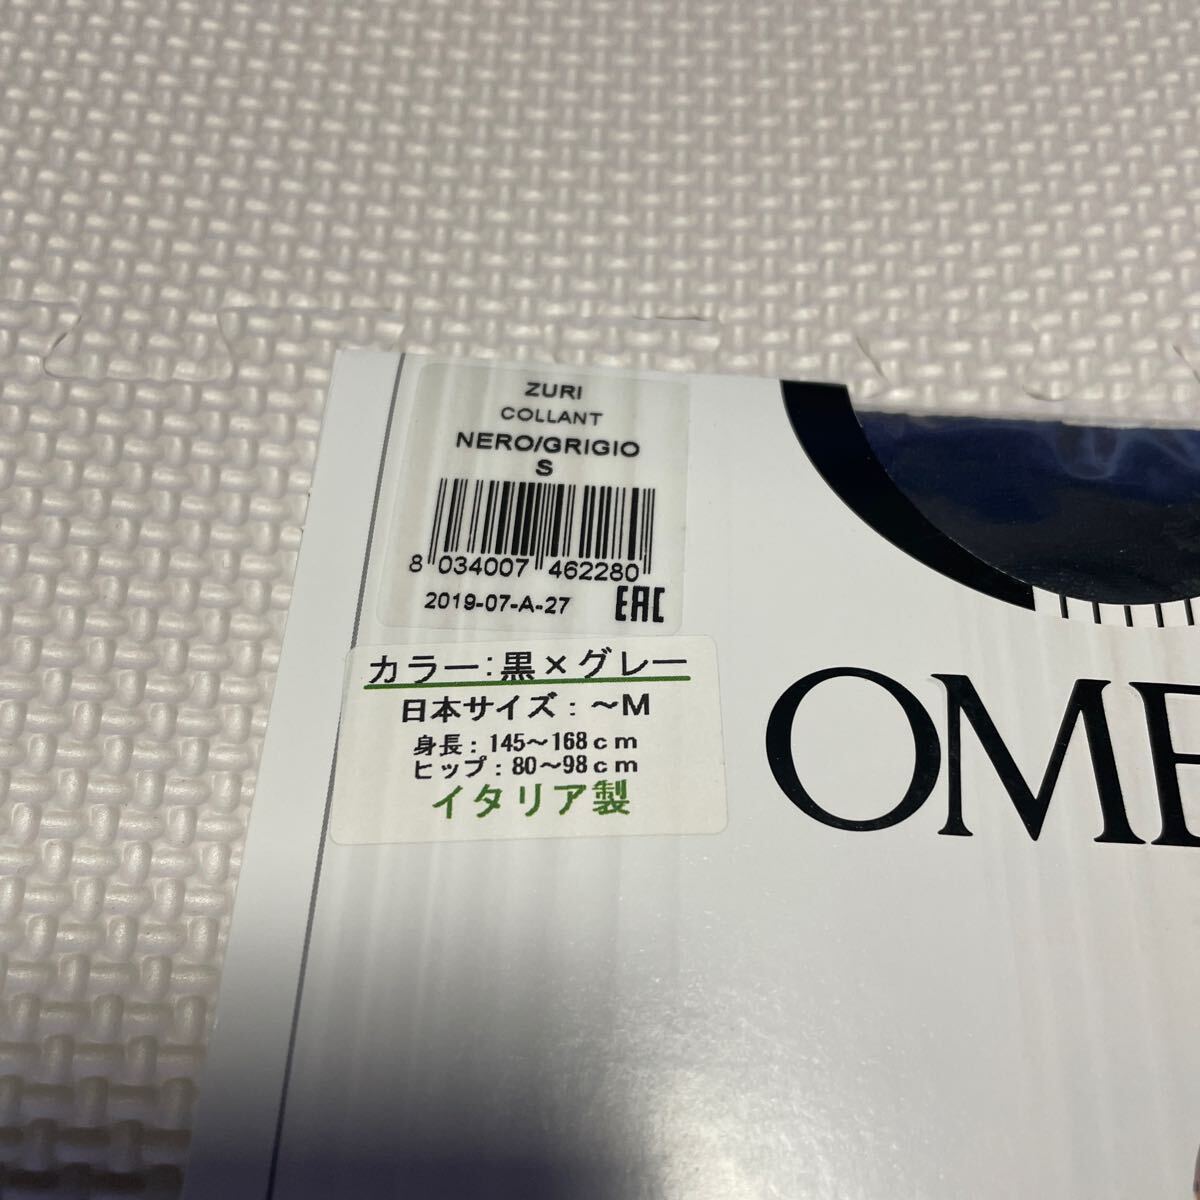 ZURI
COLLANT
NERO/GRIGIO
S
8 034007 462280
2019-07-A-27 EAC
カラー:黒×グレー
日本サイズ:～M
身長:145～168cm
ヒップ:80～98cm
イタリア製
OME